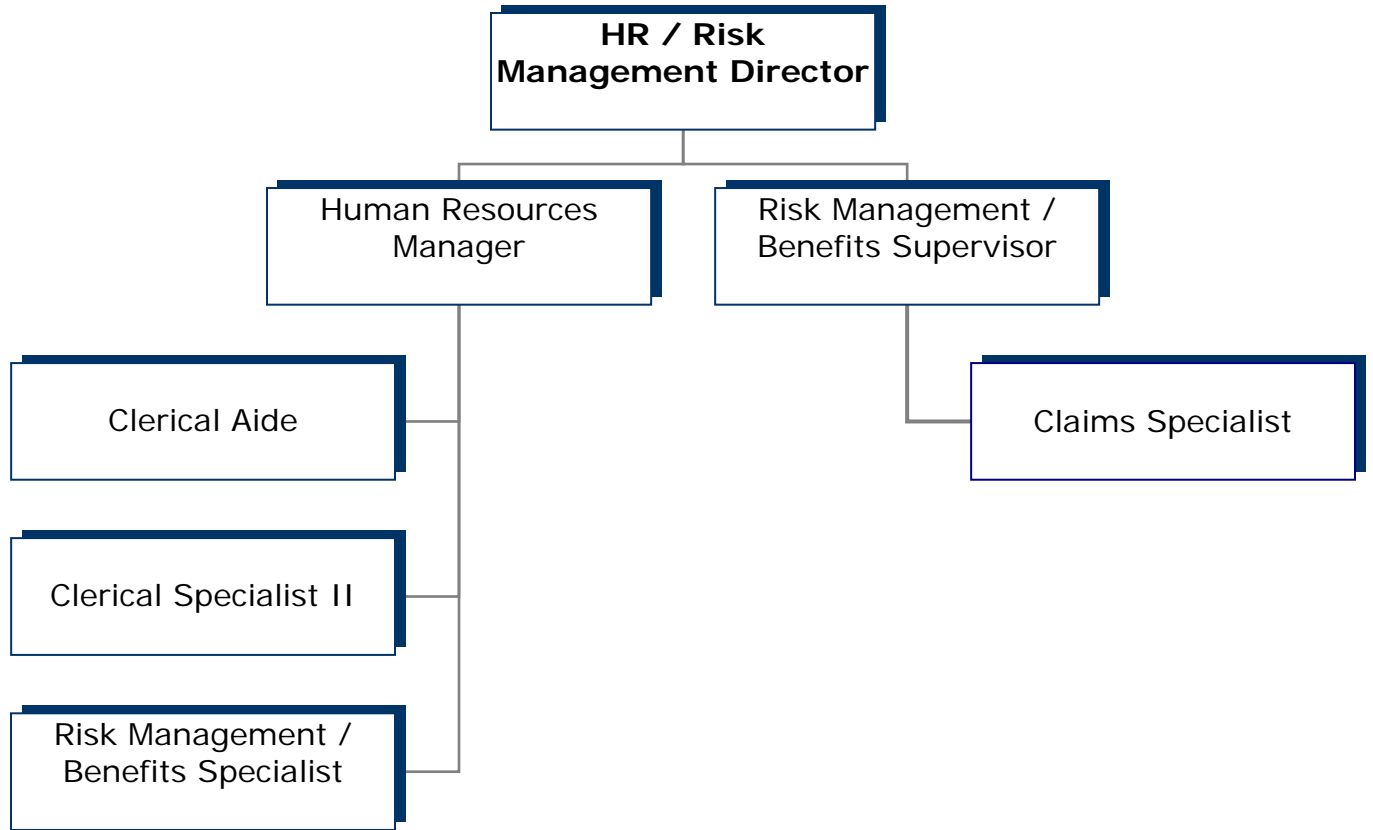 HR / Risk
Management Director
Human Resources
Manager
Risk Management /
Benefits Supervisor
Clerical Aide
Claims Specialist
Clerical Specialist II
Risk Management /
Benefits Specialist